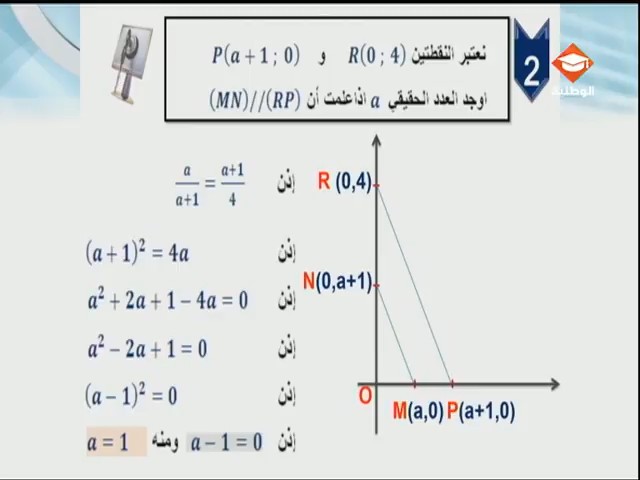 نعتبر النقطتين R(0 ; 4) و P(a + 1 ; 0)
اوجد العدد الحقيقي a اذاعلمت أن (MN)//(RP)
2
الوطنية
إذن a/(a+1) = (a+1)/4
إذن (a + 1)² = 4a
إذن a² + 2a + 1 − 4a = 0
إذن a² − 2a + 1 = 0
إذن (a − 1)² = 0
إذن a − 1 = 0 ومنه a = 1
R (0,4)
N(0,a+1)
O
M(a,0) P(a+1,0)